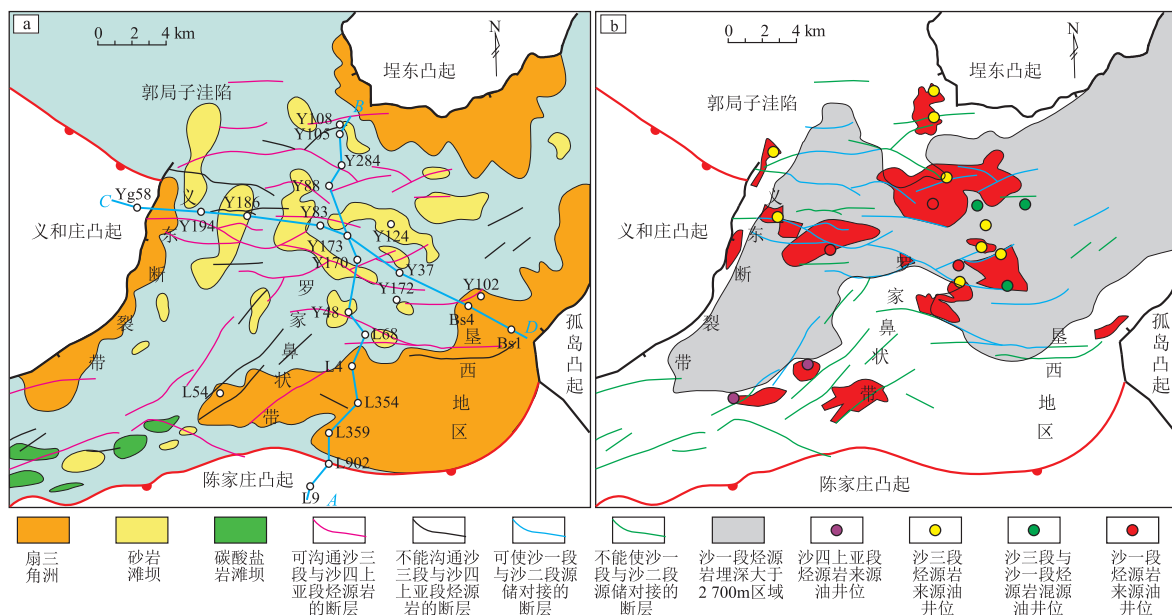 a
0 2 4 km
N
埕东凸起
郭局子洼陷
B
Y108
Y105
Y284
Y88
C
Yg58
义
Y186
Y83
Y194
义和庄凸起
东
Y124
Y173
断
Y170
Y37
罗
Y172
Y102
裂
家
Y48
Bs4
D
孤岛凸起
鼻
L68
垦
Bs1
带
状
L4
西
L54
带
地
L354
区
L359
L902
陈家庄凸起
L9
A
b
0 2 4 km
N
埕东凸起
郭局子洼陷
义
义和庄凸起
东
断
罗
裂
家
鼻
孤岛凸起
带
状
垦
西
带
地
区
陈家庄凸起
扇三
角洲
砂岩
滩坝
碳酸盐
岩滩坝
可沟通沙三
段与沙四上
亚段烃源岩
的断层
不能沟通沙
三段与沙四
上亚段烃源
岩的断层
可使沙一段
与沙二段源
储对接的
断层
不能使沙一
段与沙二段
源储对接的
断层
沙一段烃源
岩埋深大于
2 700m区域
沙四上亚段
烃源岩来源
油井位
沙三段
烃源岩
来源油
井位
沙三段与
沙一段烃
源岩混源
油井位
沙一段
烃源岩
来源油
井位